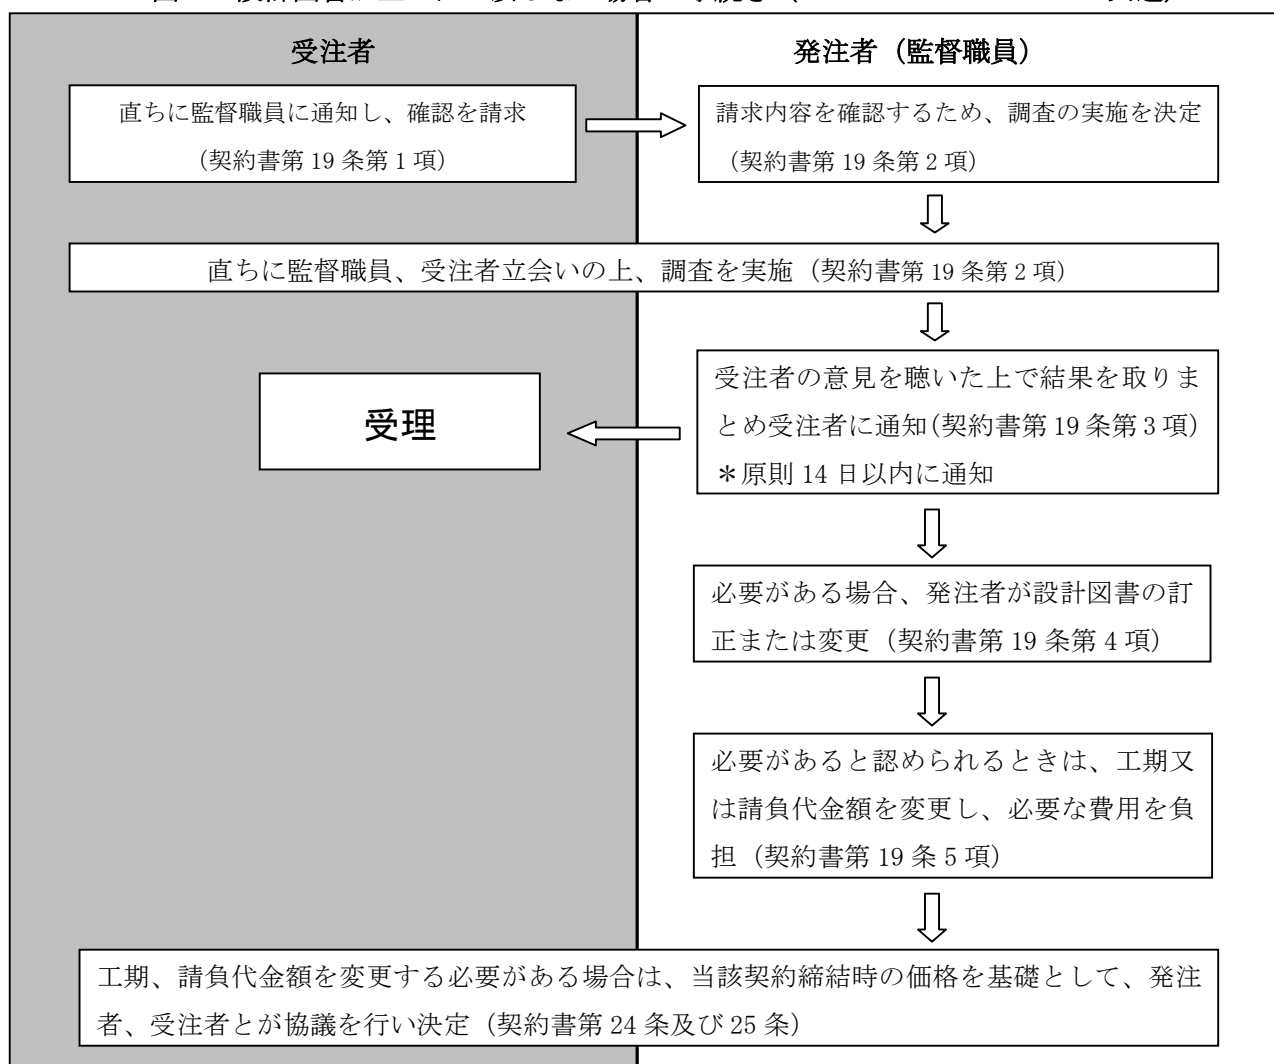 受注者
発注者（監督職員）
直ちに監督職員に通知し、確認を請求
（契約書第 19 条第 1 項）
請求内容を確認するため、調査の実施を決定
（契約書第 19 条第 2 項）
直ちに監督職員、受注者立会いの上、調査を実施（契約書第 19 条第 2 項）
受注者の意見を聴いた上で結果を取りま
とめ受注者に通知(契約書第 19 条第 3 項)
＊原則 14 日以内に通知
受理
必要がある場合、発注者が設計図書の訂
正または変更（契約書第 19 条第 4 項）
必要があると認められるときは、工期又
は請負代金額を変更し、必要な費用を負
担（契約書第 19 条 5 項）
工期、請負代金額を変更する必要がある場合は、当該契約締結時の価格を基礎として、発注
者、受注者とが協議を行い決定（契約書第 24 条及び 25 条）